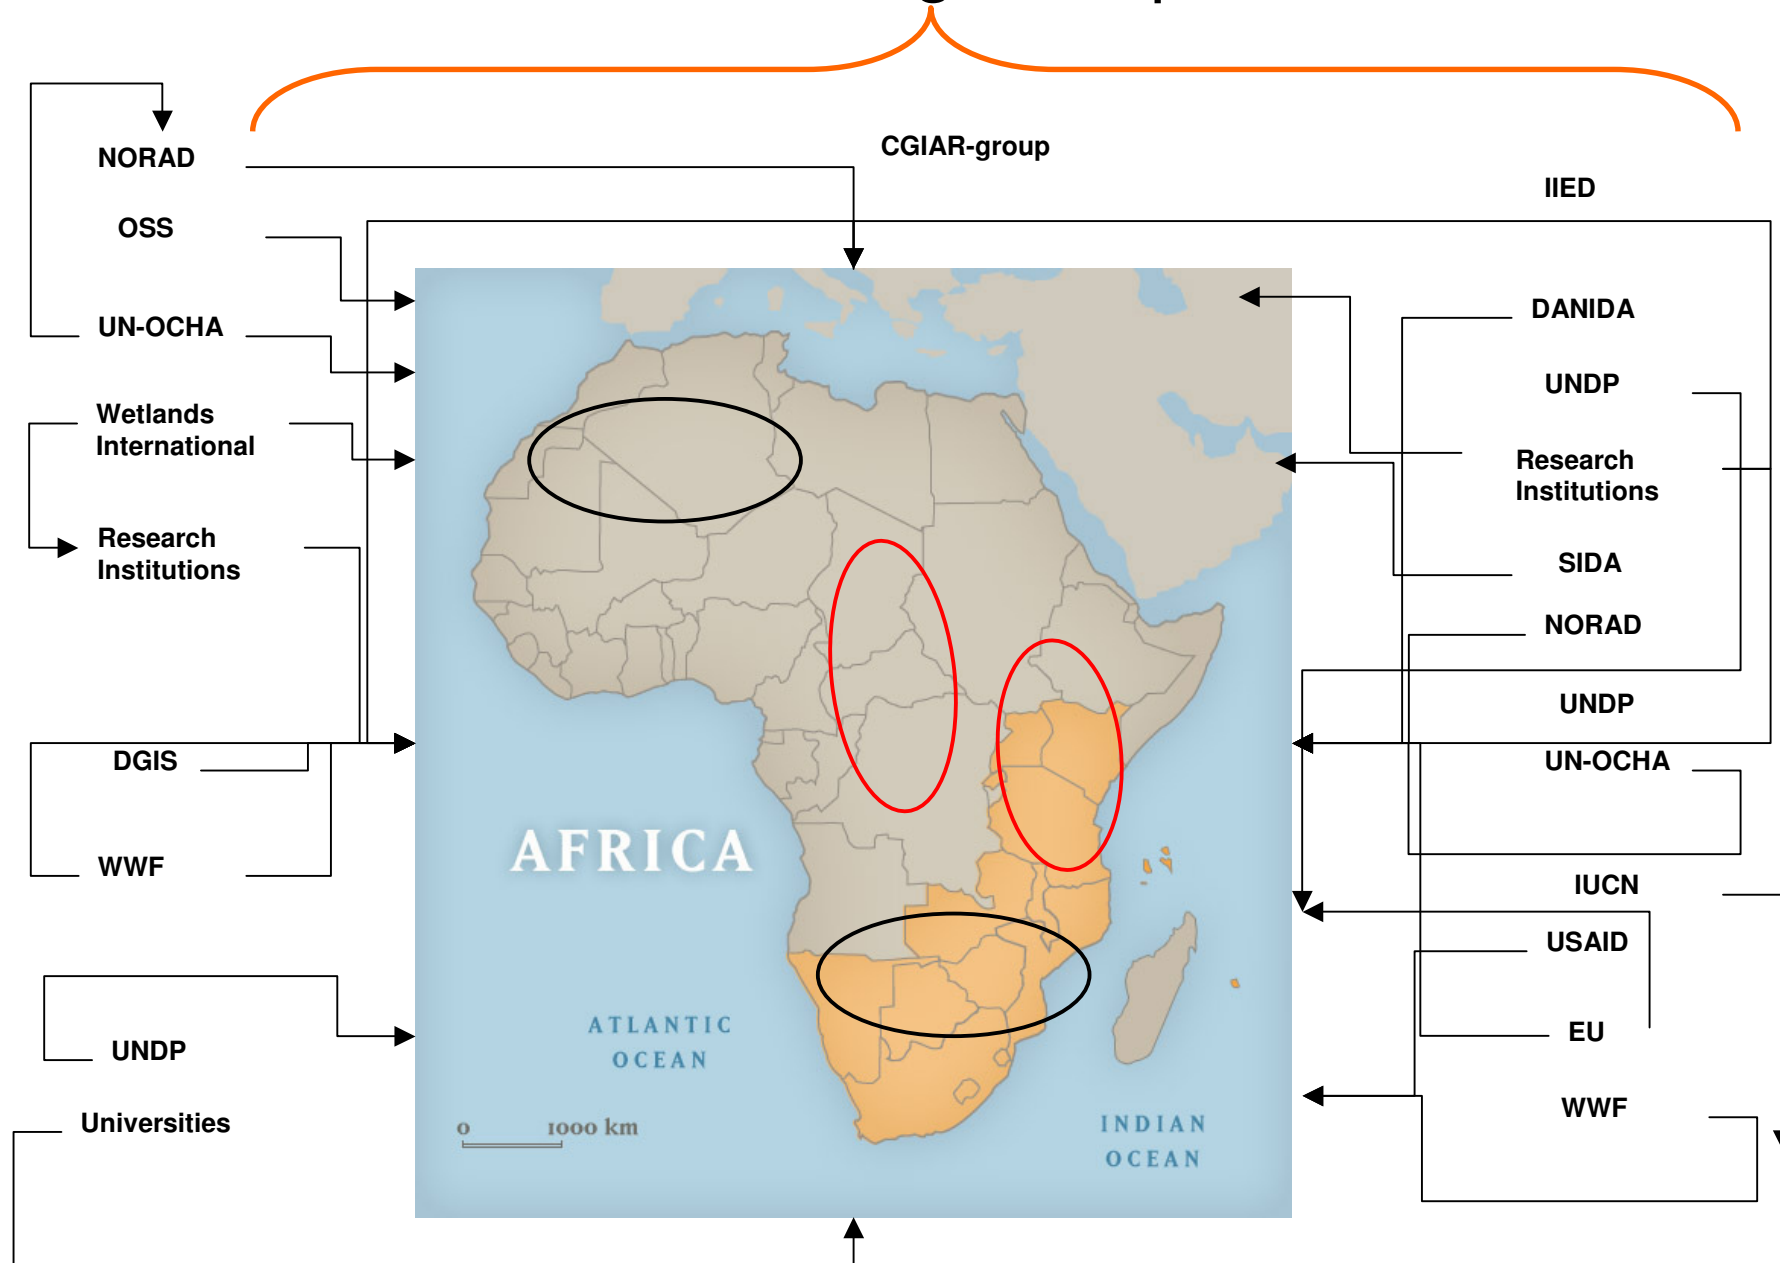 CGIAR-group
NORAD
IIED
OSS
UN-OCHA
DANIDA
UNDP
Wetlands
International
Research
Institutions
Research
Institutions
SIDA
NORAD
UNDP
DGIS
UN-OCHA
AFRICA
WWF
IUCN
USAID
ATLANTIC
OCEAN
EU
UNDP
WWF
Universities
0 1000 km
INDIAN
OCEAN